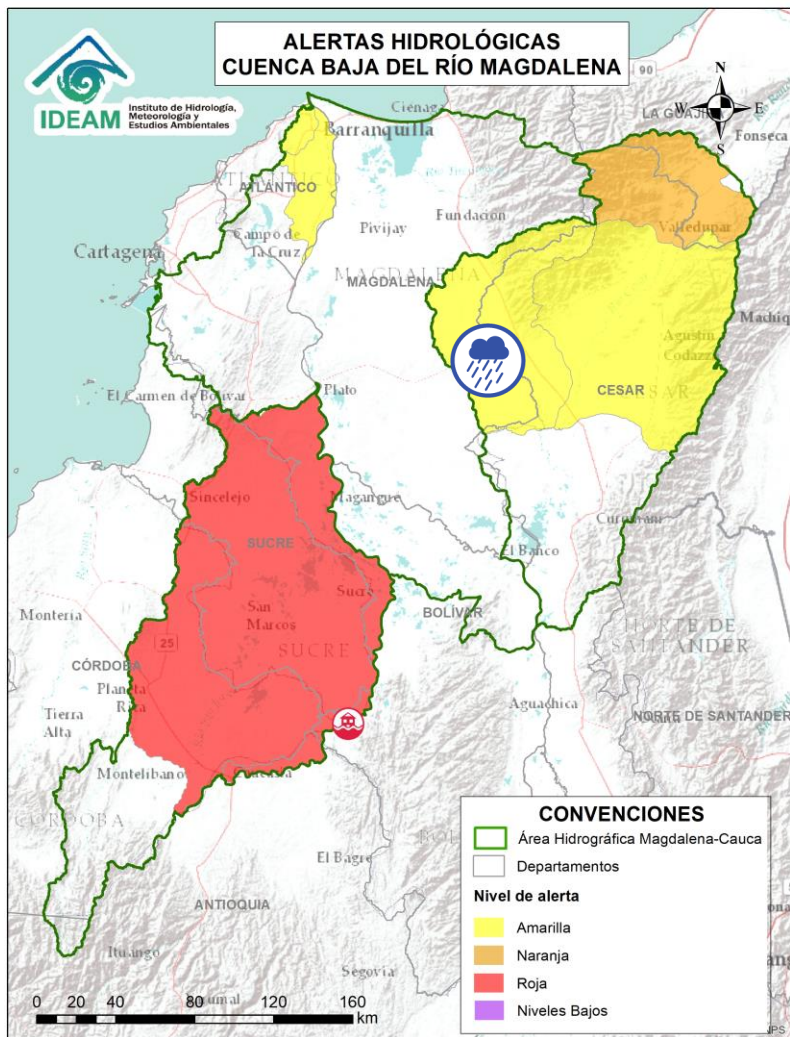 ALERTAS HIDROLÓGICAS
CUENCA BAJA DEL RÍO MAGDALENA
IDEAM
Instituto de Hidrología,
Meteorología y
Estudios Ambientales
N
W
E
S
90
Ciénaga
LA GUAJIRA
Fonseca
Barranquilla
ATLÁNTICO
Fundación
Pivijay
Valledupar
Campo de
la Cruz
Cartagena
MAGDALENA
MAGDALENA
Agustín
Codazzi
CESAR
El Carmen de Bolívar
Plato
Sincelejo
Magangue
SUCRE
El Banco
Sucre
BOLÍVAR
Montería
San
Marcos
SUCRE
25
CÓRDOBA
Planeta
Rica
NORTE DE
SANTANDER
Aguachica
Tierra
Alta
NORTE DE SANTANDER
Montelibano
CÓRDOBA
El Bagre
ANTIOQUIA
Ituango
Segovia
CONVENCIONES
Área Hidrográfica Magdalena-Cauca
Departamentos
Nivel de alerta
Amarilla
Naranja
Roja
Niveles Bajos
0 20 40 80 120 160
km